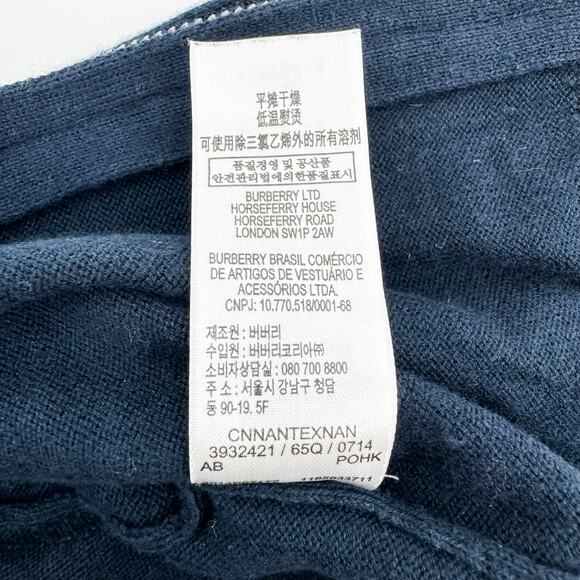 平摊干燥
低温熨烫
可使用除三氯乙烯外的所有溶剂
품질경영 및 공산품
안전관리법에의한품질표시
BURBERRY LTD
HORSEFERRY HOUSE
HORSEFERRY ROAD
LONDON SW1P 2AW
BURBERRY BRASIL COMÉRCIO
DE ARTIGOS DE VESTUÁRIO E
ACESSÓRIOS LTDA.
CNPJ: 10.770.518/0001-68
제조원 : 버버리
수입원 : 버버리코리아㈜
소비자상담실 : 080 700 8800
주 소 : 서울시 강남구 청담
동 90-19. 5F
CNNANTEXNAN
3932421 / 65Q / 0714
AB POHK